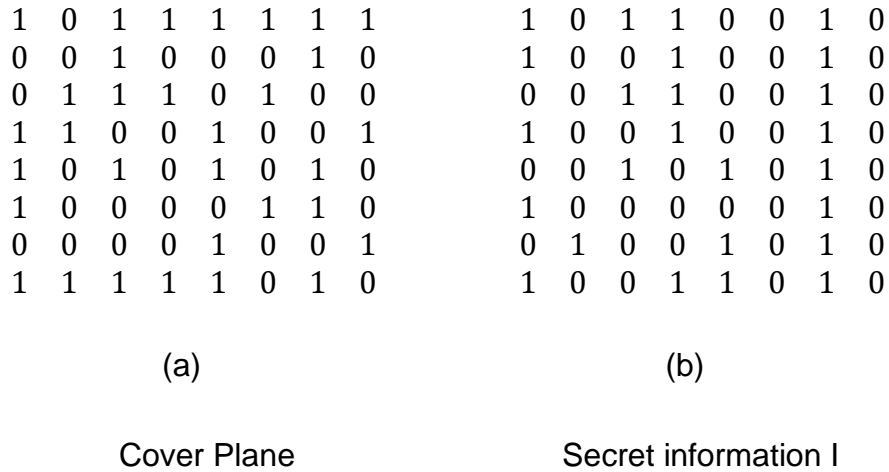 1 0 1 1 1 1 1 1 1 0 1 1 0 0 1 0
0 0 1 0 0 0 1 0 1 0 0 1 0 0 1 0
0 1 1 1 0 1 0 0 0 0 1 1 0 0 1 0
1 1 0 0 1 0 0 1 1 0 0 1 0 0 1 0
1 0 1 0 1 0 1 0 0 0 1 0 1 0 1 0
1 0 0 0 0 1 1 0 1 0 0 0 0 0 1 0
0 0 0 0 1 0 0 1 0 1 0 0 1 0 1 0
1 1 1 1 1 0 1 0 1 0 0 1 1 0 1 0
(a) (b)
Cover Plane Secret information I